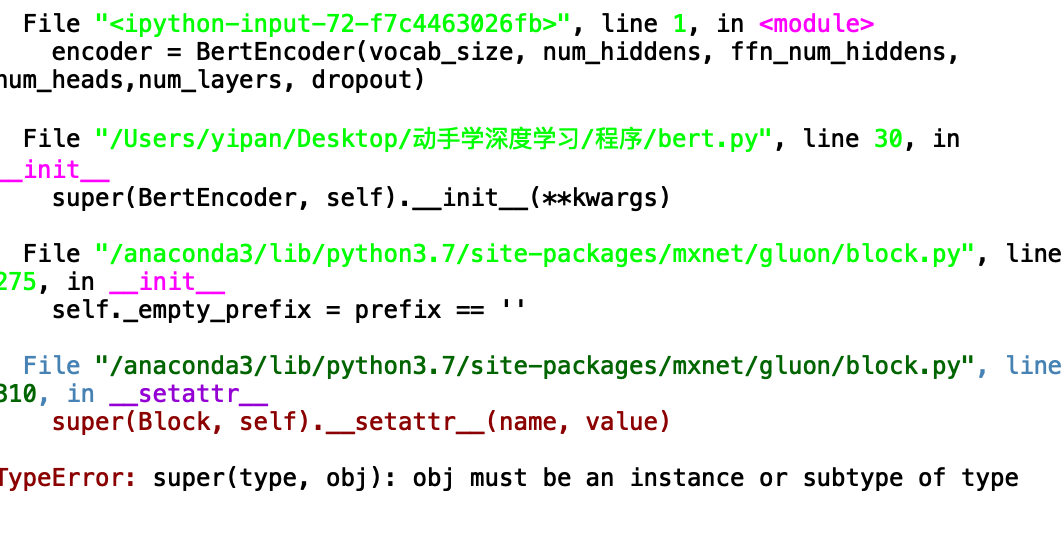 File "<ipython-input-72-f7c4463026fb>", line 1, in <module>
encoder = BertEncoder(vocab_size, num_hiddens, ffn_num_hiddens,
num_heads,num_layers, dropout)
File "/Users/yipan/Desktop/动手学深度学习/程序/bert.py", line 30, in
__init__
super(BertEncoder, self).__init__(**kwargs)
File "/anaconda3/lib/python3.7/site-packages/mxnet/gluon/block.py", line
275, in __init__
self._empty_prefix = prefix == ''
File "/anaconda3/lib/python3.7/site-packages/mxnet/gluon/block.py", line
310, in __setattr__
super(Block, self).__setattr__(name, value)
TypeError: super(type, obj): obj must be an instance or subtype of type